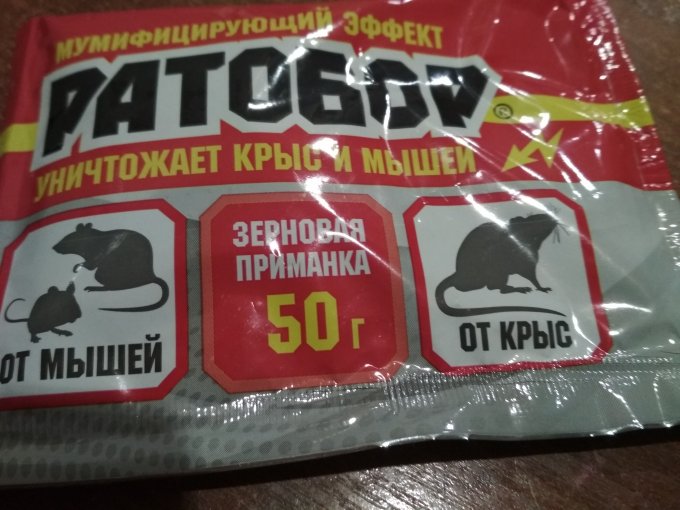 МУМИФИЦИРУЮЩИЙ ЭФФЕКТ
РАТОБОР®
УНИЧТОЖАЕТ КРЫС И МЫШЕЙ
ЗЕРНОВАЯ
ПРИМАНКА
50 г
ОТ МЫШЕЙ
ОТ КРЫС